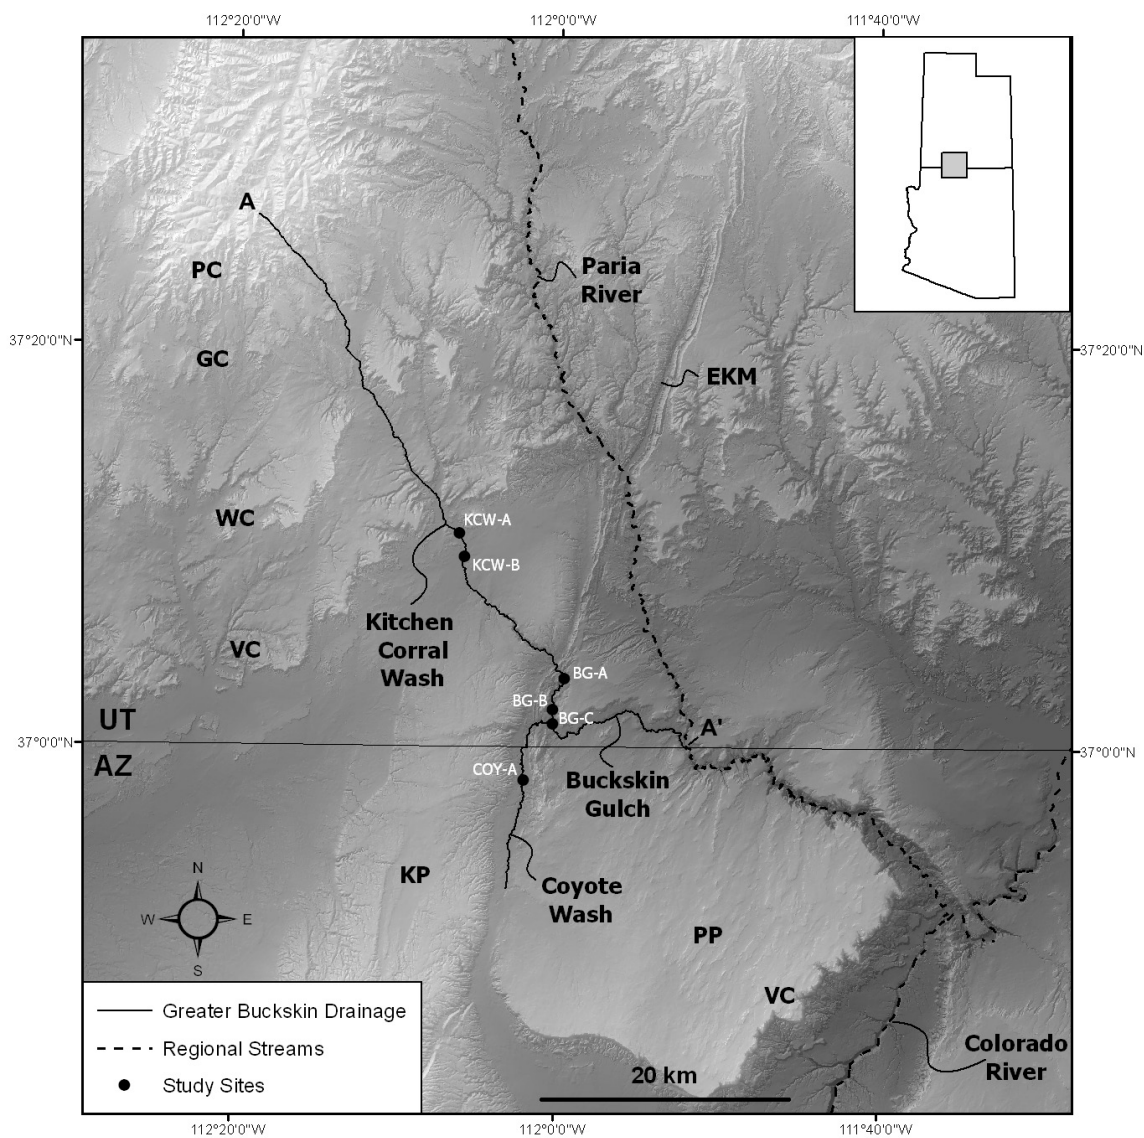 112°20'0"W
112°0'0"W
111°40'0"W
A
PC
Paria
River
37°20'0"N
37°20'0"N
GC
EKM
WC
KCW-A
KCW-B
Kitchen
Corral
Wash
VC
BG-A
BG-B
BG-C
UT
A'
37°0'0"N
37°0'0"N
AZ
COY-A
Buckskin
Gulch
KP
Coyote
Wash
N
W
E
S
PP
VC
Greater Buckskin Drainage
Regional Streams
Study Sites
Colorado
River
20 km
112°20'0"W
112°0'0"W
111°40'0"W